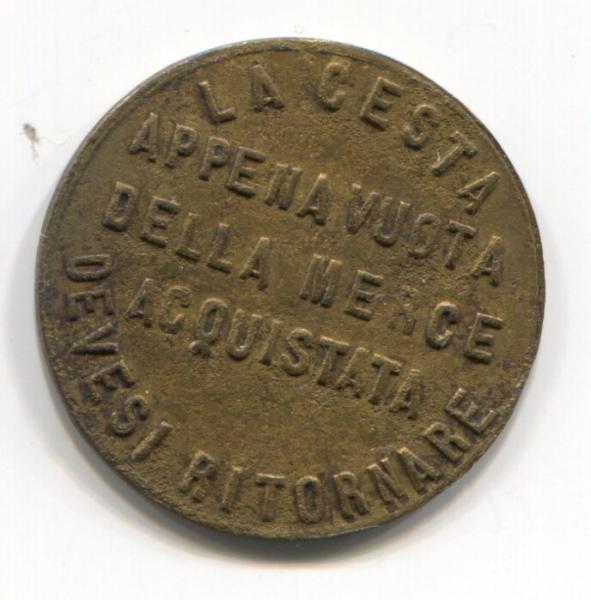 LA CESTA
APPENA VUOTA
DELLA MERCE
ACQUISTATA
DEVESI RITORNARE